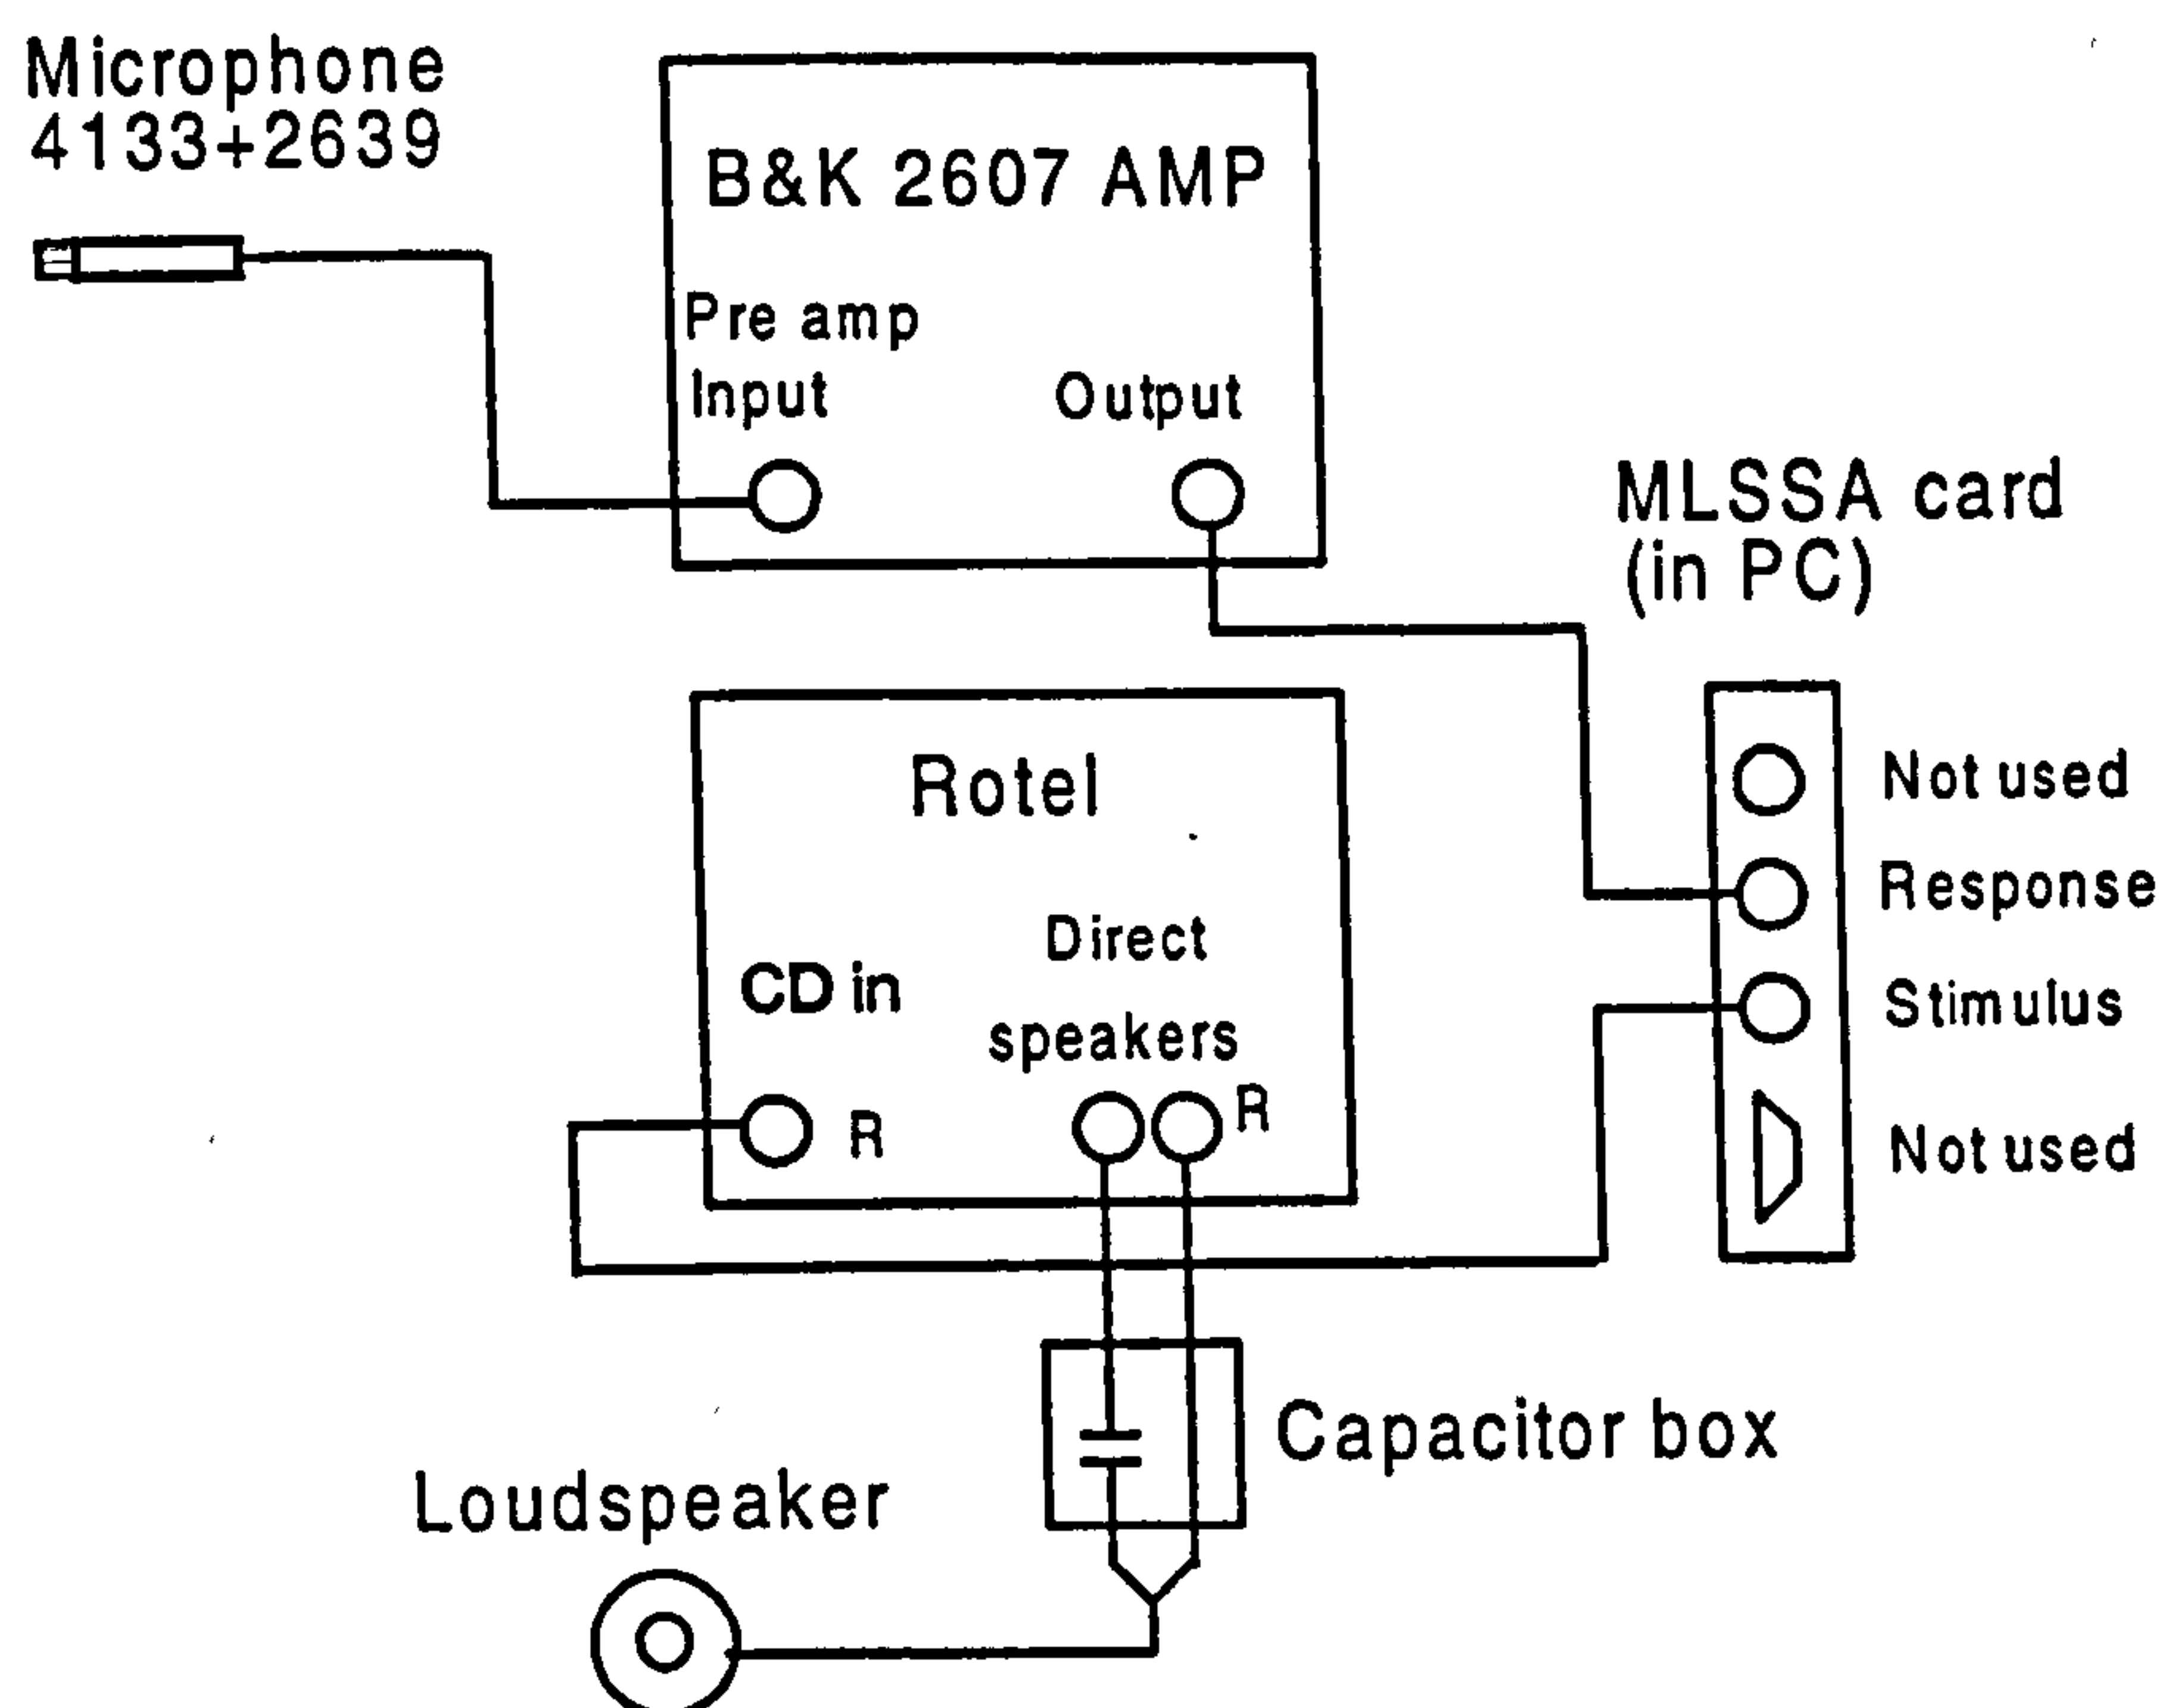 Microphone
4133+2639
B&K 2607 AMP
Pre amp
Input
Output
MLSSA card
(in PC)
Rotel
Not used
Response
Direct
CD in
speakers
Stimulus
R
R
Not used
Capacitor box
Loudspeaker